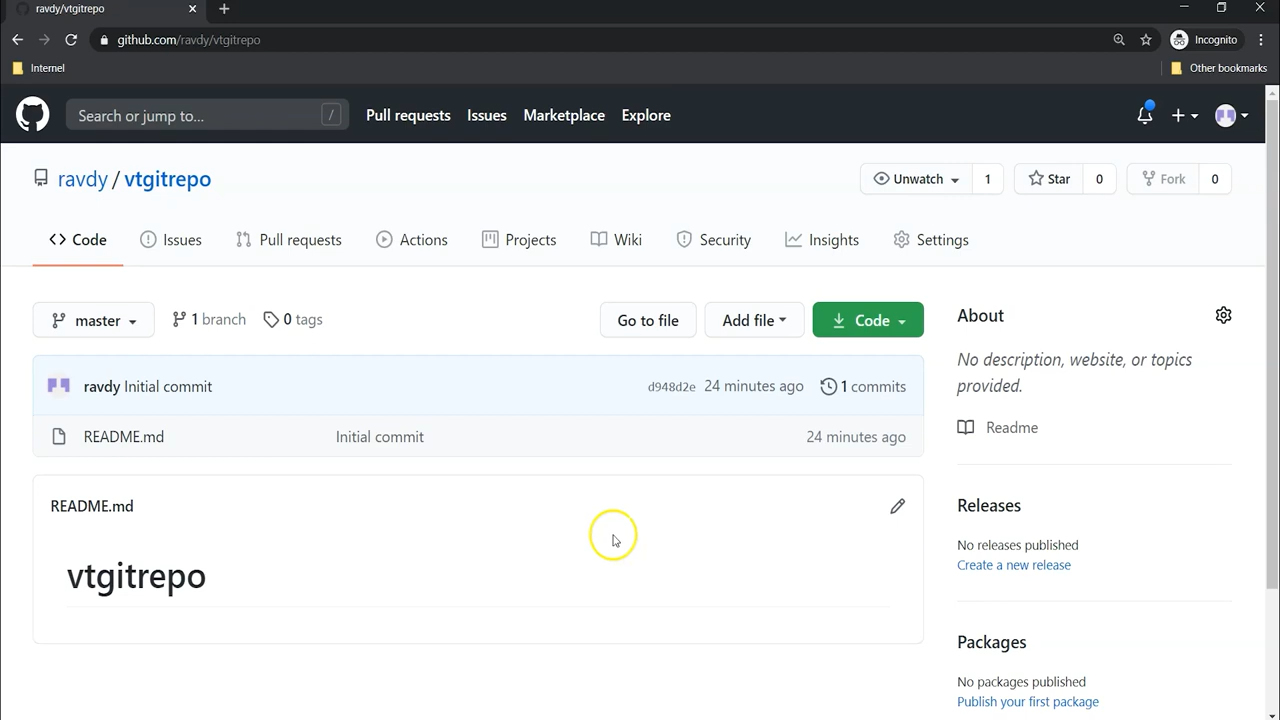 ravdy/vtgitrepo
github.com/ravdy/vtgitrepo
Incognito
Internet
Other bookmarks
Search or jump to...
/
Pull requests
Issues
Marketplace
Explore
ravdy / vtgitrepo
Unwatch
1
Star
0
Fork
0
Code
Issues
Pull requests
Actions
Projects
Wiki
Security
Insights
Settings
master
1 branch
0 tags
Go to file
Add file
Code
About
No description, website, or topics
provided.
ravdy Initial commit
d948d2e 24 minutes ago
1 commits
README.md
Initial commit
24 minutes ago
Readme
README.md
vtgitrepo
Releases
No releases published
Create a new release
Packages
No packages published
Publish your first package